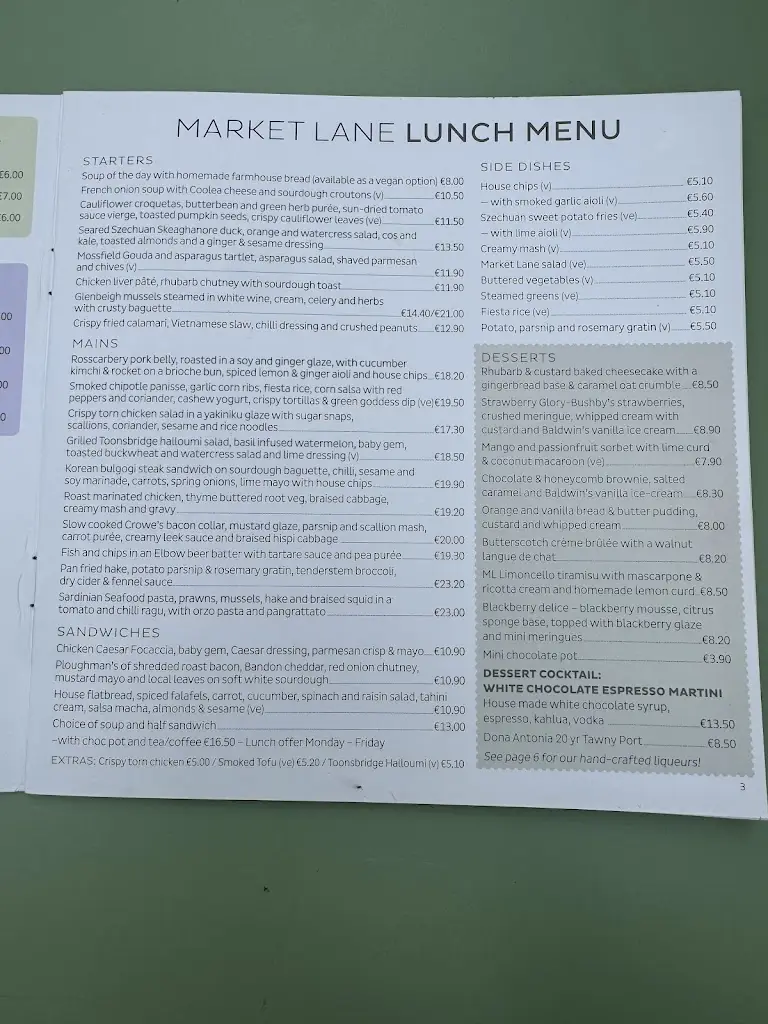 €6.00
€7.00
€6.00
00
00
00
0
MARKET LANE LUNCH MENU
STARTERS
Soup of the day with homemade farmhouse bread (available as a vegan option) €8.00
French onion soup with Coolea cheese and sourdough croutons (v) €10.50
Cauliflower croquetas, butterbean and green herb purée, sun-dried tomato
sauce vierge, toasted pumpkin seeds, crispy cauliflower leaves (ve) €11.50
Seared Szechuan Skeaghanore duck, orange and watercress salad, cos and
kale, toasted almonds and a ginger & sesame dressing €13.50
Mossfield Gouda and asparagus tartlet, asparagus salad, shaved parmesan
and chives (v) €11.90
Chicken liver pâté, rhubarb chutney with sourdough toast €11.90
Glenbeigh mussels steamed in white wine, cream, celery and herbs
with crusty baguette €14.40/€21.00
Crispy fried calamari, Vietnamese slaw, chilli dressing and crushed peanuts €12.90
MAINS
Rosscarbery pork belly, roasted in a soy and ginger glaze, with cucumber
kimchi & rocket on a brioche bun, spiced lemon & ginger aioli and house chips €18.20
Smoked chipotle panisse, garlic corn ribs, fiesta rice, corn salsa with red
peppers and coriander, cashew yogurt, crispy tortillas & green goddess dip (ve) €19.50
Crispy torn chicken salad in a yakiniku glaze with sugar snaps,
scallions, coriander, sesame and rice noodles €17.30
Grilled Toonsbridge halloumi salad, basil infused watermelon, baby gem,
toasted buckwheat and watercress salad and lime dressing (v) €18.50
Korean bulgogi steak sandwich on sourdough baguette, chilli, sesame and
soy marinade, carrots, spring onions, lime mayo with house chips €19.90
Roast marinated chicken, thyme buttered root veg, braised cabbage,
creamy mash and gravy €19.20
Slow cooked Crowe's bacon collar, mustard glaze, parsnip and scallion mash,
carrot purée, creamy leek sauce and braised hispi cabbage €20.00
Fish and chips in an Elbow beer batter with tartare sauce and pea purée €19.30
Pan fried hake, potato parsnip & rosemary gratin, tenderstem broccoli,
dry cider & fennel sauce €23.20
Sardinian Seafood pasta, prawns, mussels, hake and braised squid in a
tomato and chilli ragu, with orzo pasta and pangrattato €23.00
SANDWICHES
Chicken Caesar Focaccia, baby gem, Caesar dressing, parmesan crisp & mayo €10.90
Ploughman's of shredded roast bacon, Bandon cheddar, red onion chutney,
mustard mayo and local leaves on soft white sourdough €10.90
House flatbread, spiced falafels, carrot, cucumber, spinach and raisin salad, tahini
cream, salsa macha, almonds & sesame (ve) €10.90
Choice of soup and half sandwich €13.00
–with choc pot and tea/coffee €16.50 – Lunch offer Monday – Friday
EXTRAS: Crispy torn chicken €5.00 / Smoked Tofu (ve) €5.20 / Toonsbridge Halloumi (v) €5.10
SIDE DISHES
House chips (v) €5.10
– with smoked garlic aioli (v) €5.60
Szechuan sweet potato fries (ve) €5.40
– with lime aioli (v) €5.90
Creamy mash (v) €5.10
Market Lane salad (ve) €5.50
Buttered vegetables (v) €5.10
Steamed greens (ve) €5.10
Fiesta rice (ve) €5.10
Potato, parsnip and rosemary gratin (v) €5.50
DESSERTS
Rhubarb & custard baked cheesecake with a
gingerbread base & caramel oat crumble €8.50
Strawberry Glory-Bushby's strawberries,
crushed meringue, whipped cream with
custard and Baldwin's vanilla ice cream €8.90
Mango and passionfruit sorbet with lime curd
& coconut macaroon (ve) €7.90
Chocolate & honeycomb brownie, salted
caramel and Baldwin's vanilla ice-cream €8.30
Orange and vanilla bread & butter pudding,
custard and whipped cream €8.00
Butterscotch crème brûlée with a walnut
langue de chat €8.20
ML Limoncello tiramisu with mascarpone &
ricotta cream and homemade lemon curd €8.50
Blackberry delice – blackberry mousse, citrus
sponge base, topped with blackberry glaze
and mini meringues €8.20
Mini chocolate pot €3.90
DESSERT COCKTAIL:
WHITE CHOCOLATE ESPRESSO MARTINI
House made white chocolate syrup,
espresso, kahlua, vodka €13.50
Dona Antonia 20 yr Tawny Port €8.50
See page 6 for our hand-crafted liqueurs!
3